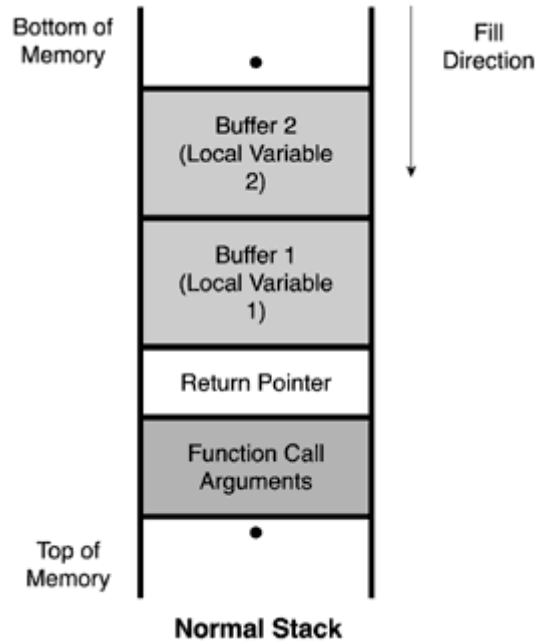 Bottom of
Memory
Fill
Direction
Buffer 2
(Local Variable
2)
Buffer 1
(Local Variable
1)
Return Pointer
Function Call
Arguments
Top of
Memory
Normal Stack